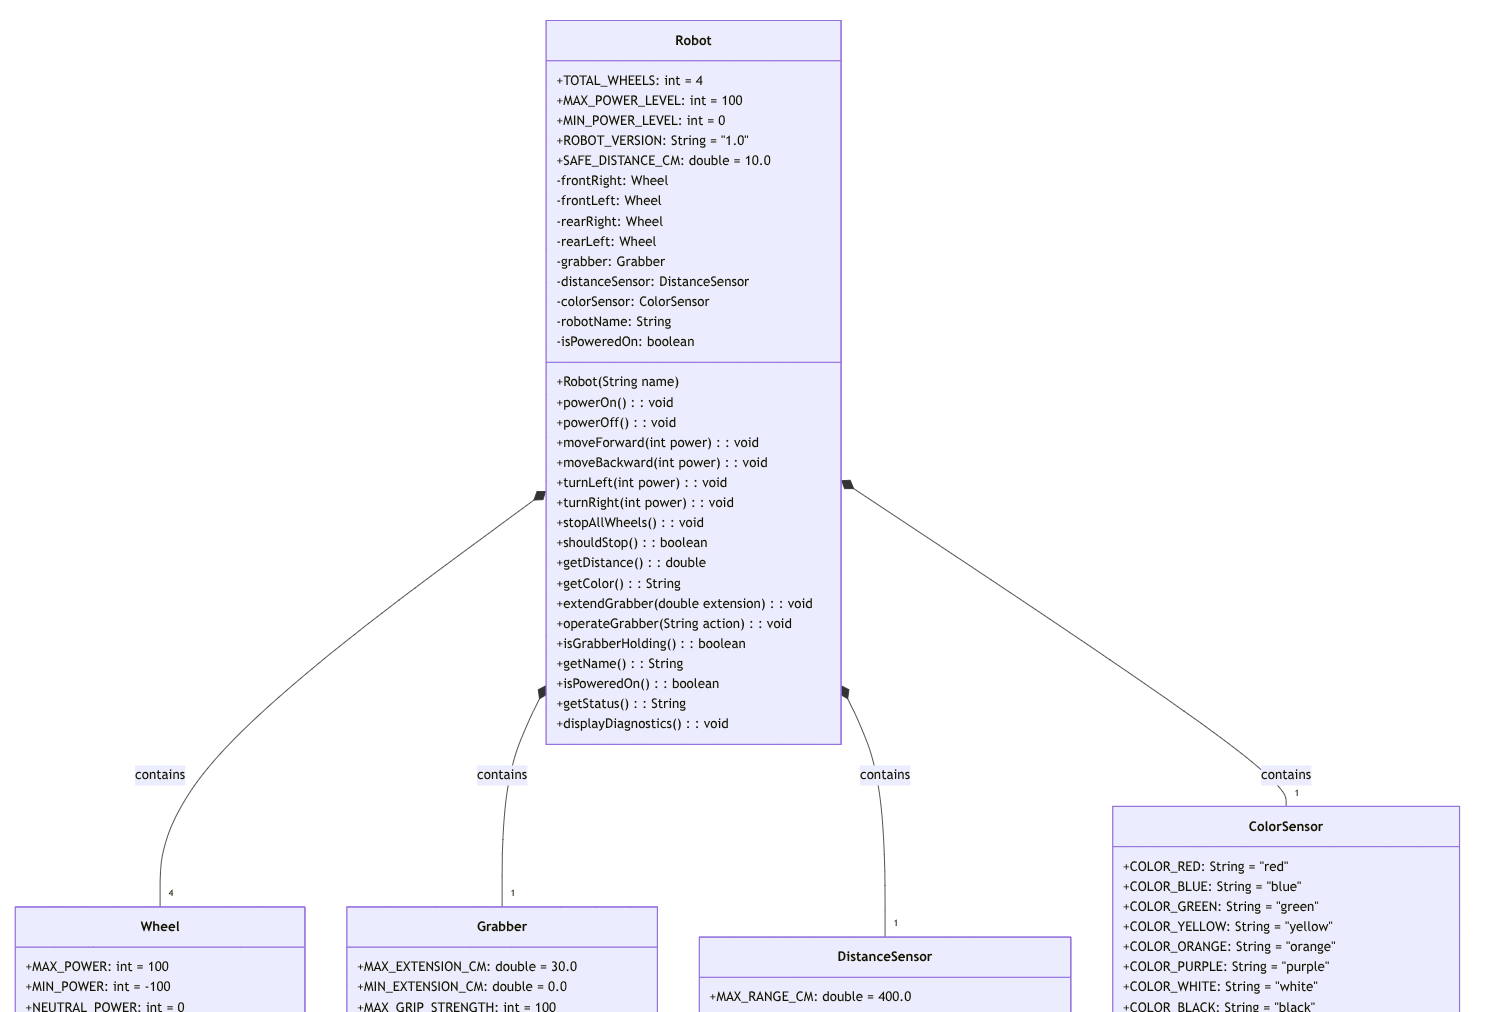 Robot
+TOTAL_WHEELS: int = 4
+MAX_POWER_LEVEL: int = 100
+MIN_POWER_LEVEL: int = 0
+ROBOT_VERSION: String = "1.0"
+SAFE_DISTANCE_CM: double = 10.0
-frontRight: Wheel
-frontLeft: Wheel
-rearRight: Wheel
-rearLeft: Wheel
-grabber: Grabber
-distanceSensor: DistanceSensor
-colorSensor: ColorSensor
-robotName: String
-isPoweredOn: boolean
+Robot(String name)
+powerOn() : : void
+powerOff() : : void
+moveForward(int power) : : void
+moveBackward(int power) : : void
+turnLeft(int power) : : void
+turnRight(int power) : : void
+stopAllWheels() : : void
+shouldStop() : : boolean
+getDistance() : : double
+getColor() : : String
+extendGrabber(double extension) : : void
+operateGrabber(String action) : : void
+isGrabberHolding() : : boolean
+getName() : : String
+isPoweredOn() : : boolean
+getStatus() : : String
+displayDiagnostics() : : void
contains
contains
contains
contains
4
1
1
1
Wheel
+MAX_POWER: int = 100
+MIN_POWER: int = -100
+NEUTRAL_POWER: int = 0
Grabber
+MAX_EXTENSION_CM: double = 30.0
+MIN_EXTENSION_CM: double = 0.0
+MAX_GRIP_STRENGTH: int = 100
DistanceSensor
+MAX_RANGE_CM: double = 400.0
ColorSensor
+COLOR_RED: String = "red"
+COLOR_BLUE: String = "blue"
+COLOR_GREEN: String = "green"
+COLOR_YELLOW: String = "yellow"
+COLOR_ORANGE: String = "orange"
+COLOR_PURPLE: String = "purple"
+COLOR_WHITE: String = "white"
+COLOR_BLACK: String = "black"